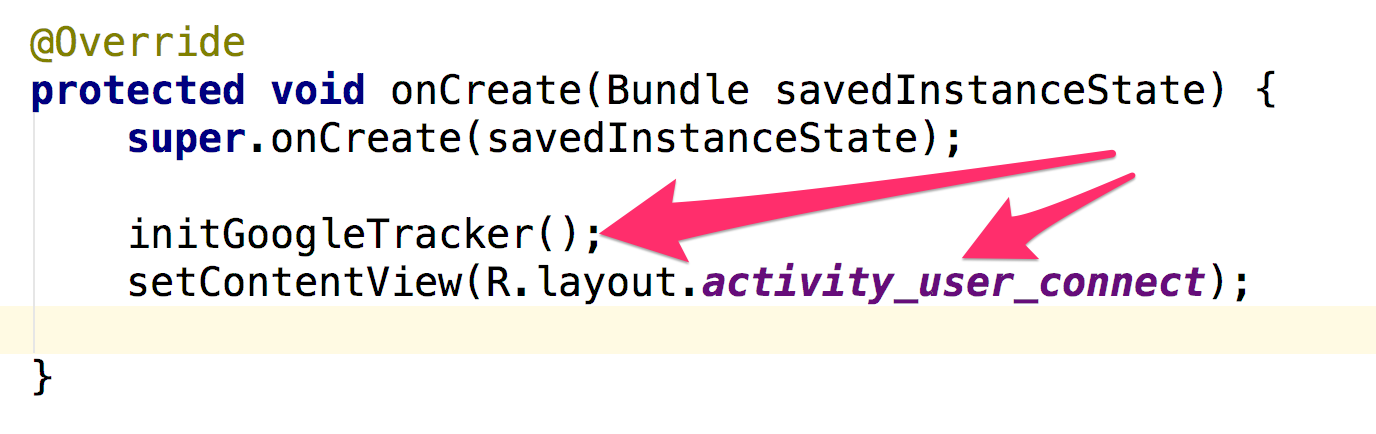 @Override
protected void onCreate(Bundle savedInstanceState) {
super.onCreate(savedInstanceState);
initGoogleTracker();
setContentView(R.layout.activity_user_connect);
}